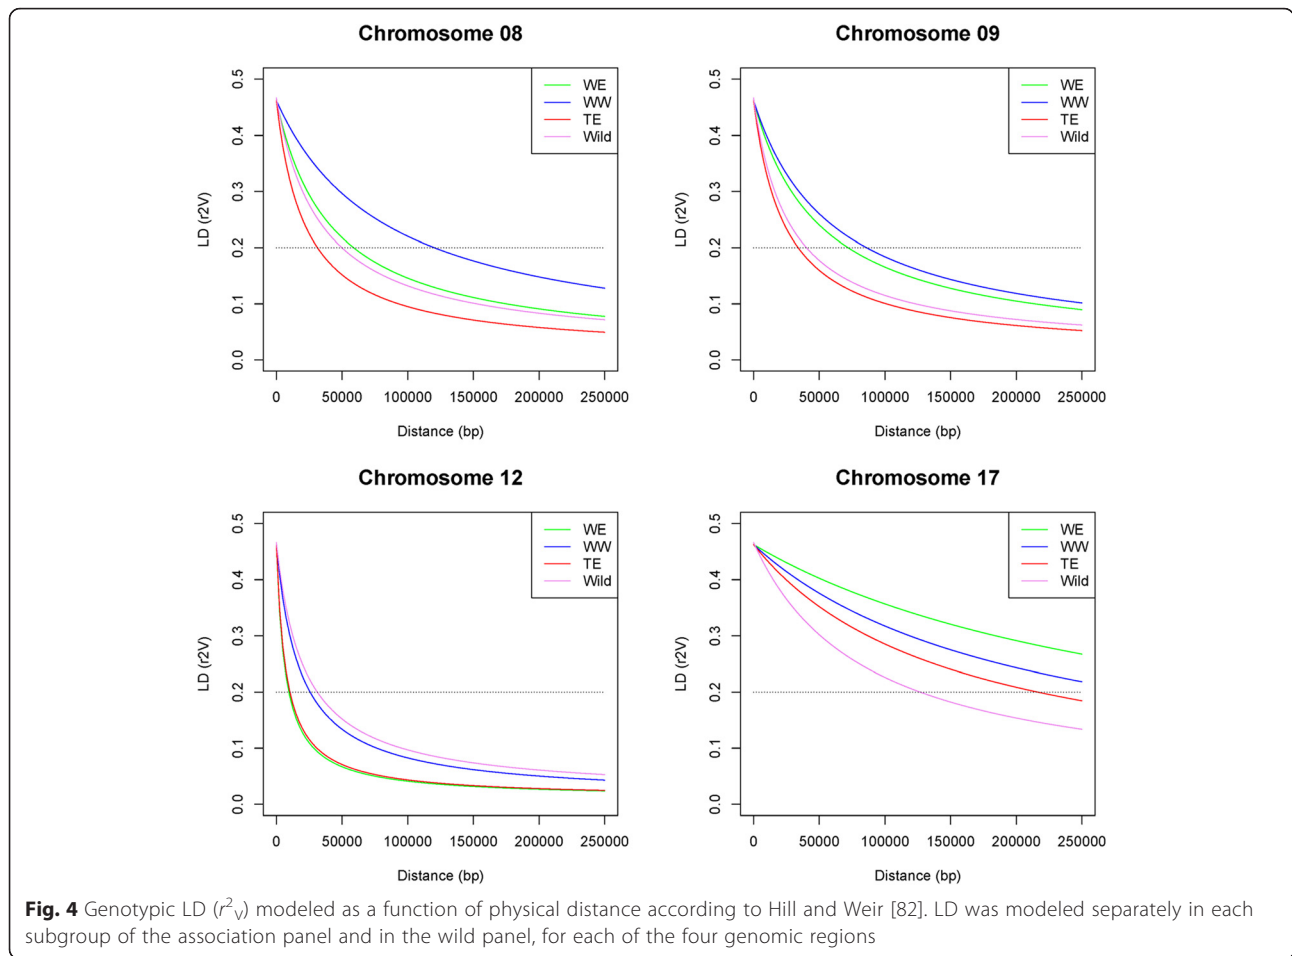 Chromosome 08
LD (r2V)
0.0 0.1 0.2 0.3 0.4 0.5
WE
WW
TE
Wild
0 50000 100000 150000 200000 250000
Distance (bp)
Chromosome 09
LD (r2V)
0.0 0.1 0.2 0.3 0.4 0.5
WE
WW
TE
Wild
0 50000 100000 150000 200000 250000
Distance (bp)
Chromosome 12
LD (r2V)
0.0 0.1 0.2 0.3 0.4 0.5
WE
WW
TE
Wild
0 50000 100000 150000 200000 250000
Distance (bp)
Chromosome 17
LD (r2V)
0.0 0.1 0.2 0.3 0.4 0.5
WE
WW
TE
Wild
0 50000 100000 150000 200000 250000
Distance (bp)
Fig. 4 Genotypic LD (r²V) modeled as a function of physical distance according to Hill and Weir [82]. LD was modeled separately in each
subgroup of the association panel and in the wild panel, for each of the four genomic regions